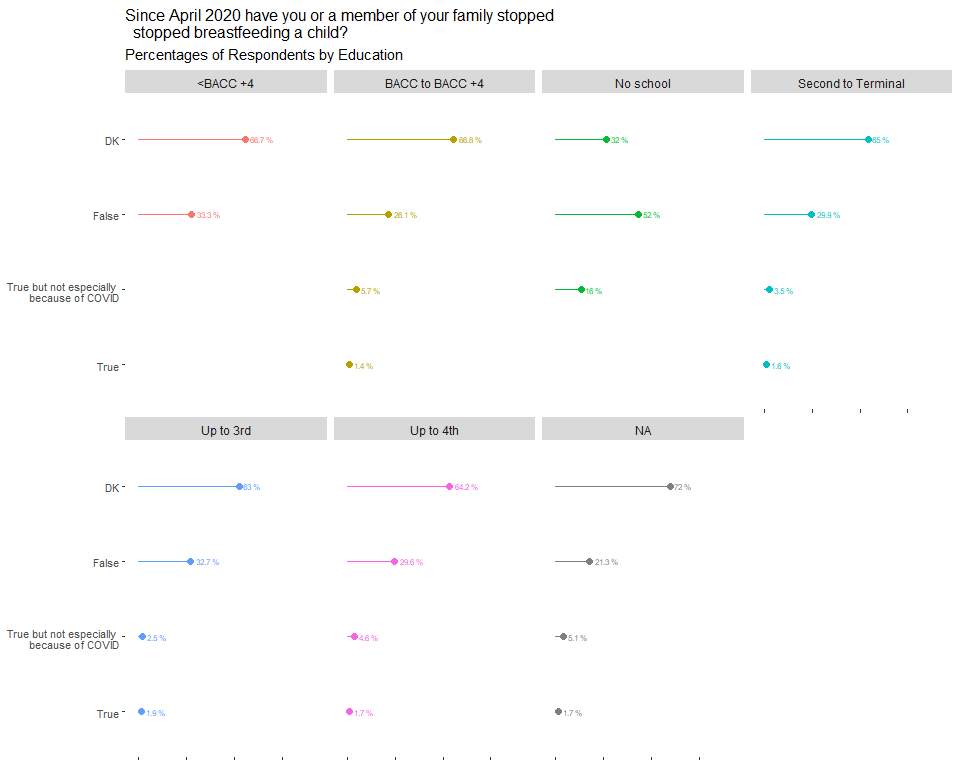 Since April 2020 have you or a member of your family stopped
stopped breastfeeding a child?
Percentages of Respondents by Education
<BACC +4
BACC to BACC +4
No school
Second to Terminal
DK
66.7 %
66.8 %
32 %
65 %
False
33.3 %
26.1 %
52 %
29.9 %
True but not especially
because of COVID
5.7 %
16 %
3.5 %
True
1.4 %
1.6 %
Up to 3rd
Up to 4th
NA
DK
63 %
64.2 %
72 %
False
32.7 %
29.6 %
21.3 %
True but not especially
because of COVID
2.5 %
4.6 %
5.1 %
True
1.9 %
1.7 %
1.7 %